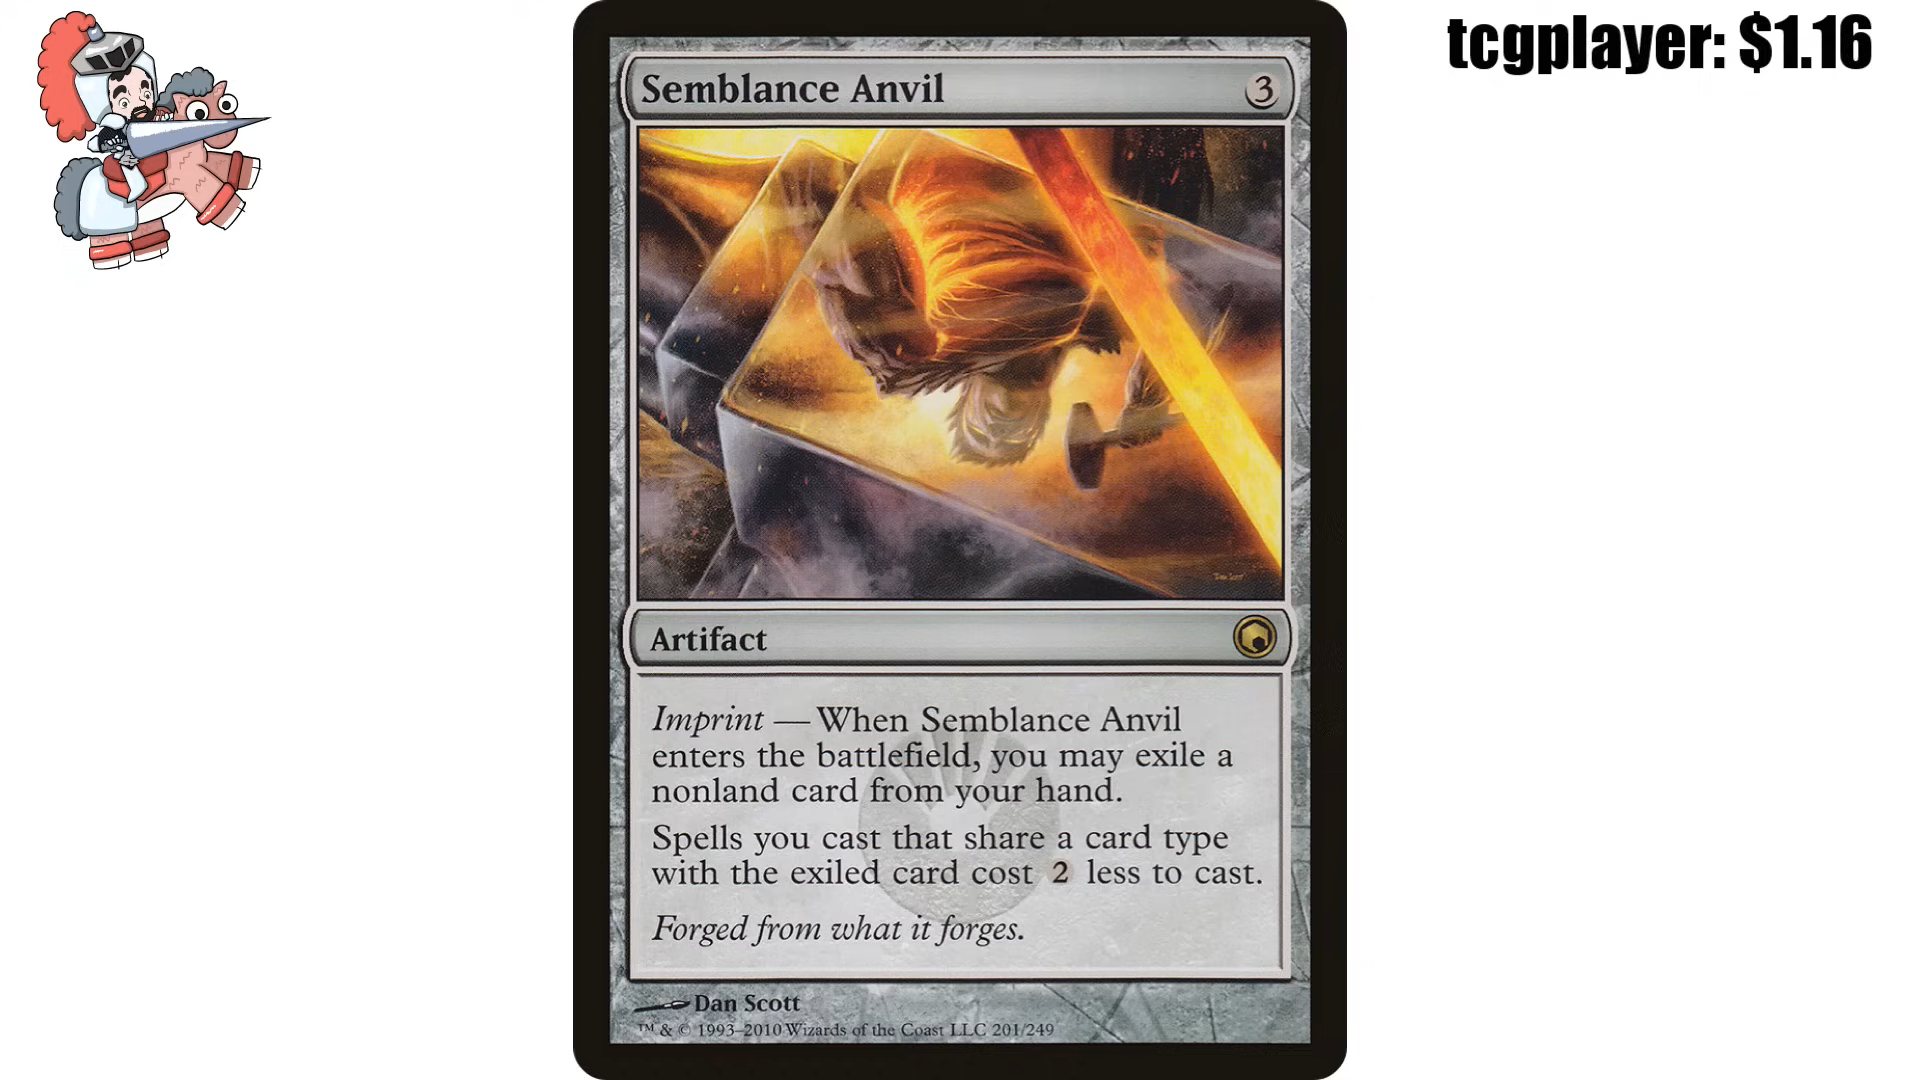 tcgplayer: $1.16
Semblance Anvil 3
Artifact
Imprint — When Semblance Anvil
enters the battlefield, you may exile a
nonland card from your hand.
Spells you cast that share a card type
with the exiled card cost 2 less to cast.
Forged from what it forges.
Dan Scott
™ & © 1993–2010 Wizards of the Coast LLC 201/249